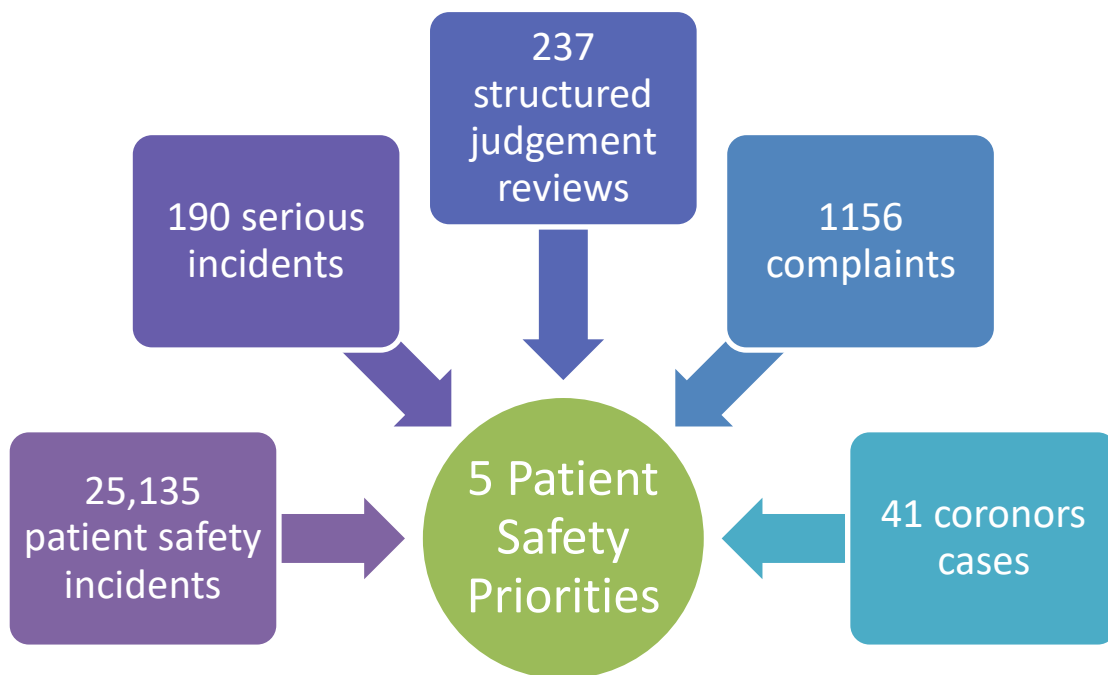 237
structured
judgement
reviews
190 serious
incidents
1156
complaints
25,135
patient safety
incidents
5 Patient
Safety
Priorities
41 coronors
cases